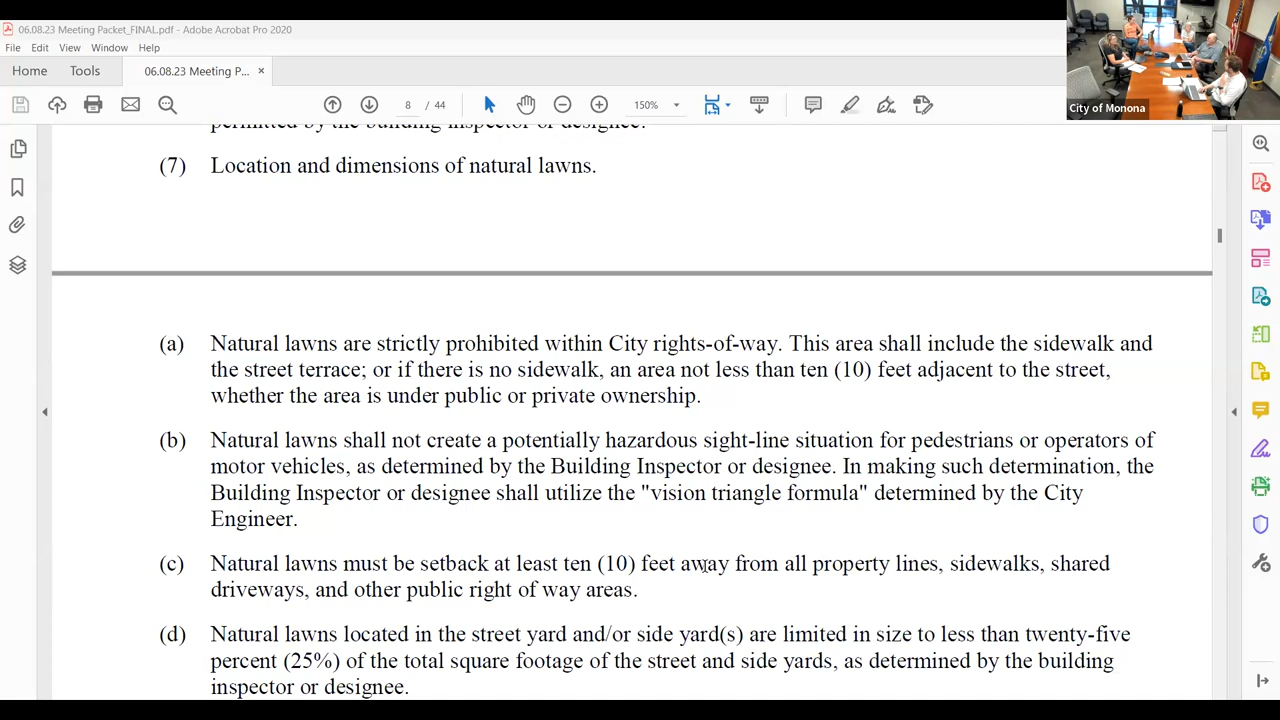 06.08.23 Meeting Packet_FINAL.pdf - Adobe Acrobat Pro 2020
File Edit View Window Help
Home Tools 06.08.23 Meeting P... ×
8 / 44 150%
City of Monona
permitted by the building inspector or designee.
(7) Location and dimensions of natural lawns.
(a) Natural lawns are strictly prohibited within City rights-of-way. This area shall include the sidewalk and
the street terrace; or if there is no sidewalk, an area not less than ten (10) feet adjacent to the street,
whether the area is under public or private ownership.
(b) Natural lawns shall not create a potentially hazardous sight-line situation for pedestrians or operators of
motor vehicles, as determined by the Building Inspector or designee. In making such determination, the
Building Inspector or designee shall utilize the "vision triangle formula" determined by the City
Engineer.
(c) Natural lawns must be setback at least ten (10) feet away from all property lines, sidewalks, shared
driveways, and other public right of way areas.
(d) Natural lawns located in the street yard and/or side yard(s) are limited in size to less than twenty-five
percent (25%) of the total square footage of the street and side yards, as determined by the building
inspector or designee.